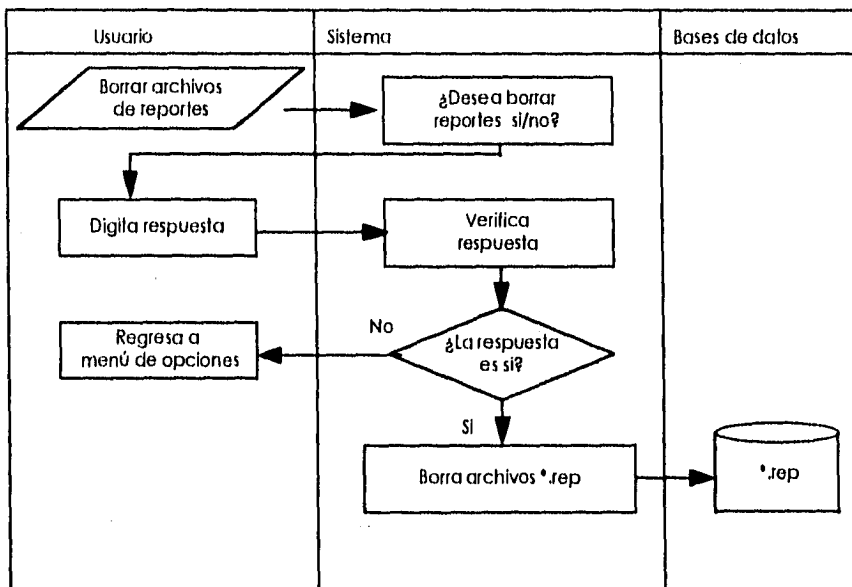 Usuario
Sistema
Bases de datos
Borrar archivos
de reportes
¿Desea borrar
reportes si/no?
Digita respuesta
Verifica
respuesta
Regresa a
menú de opciones
No
¿La respuesta
es si?
Si
Borra archivos *.rep
*.rep